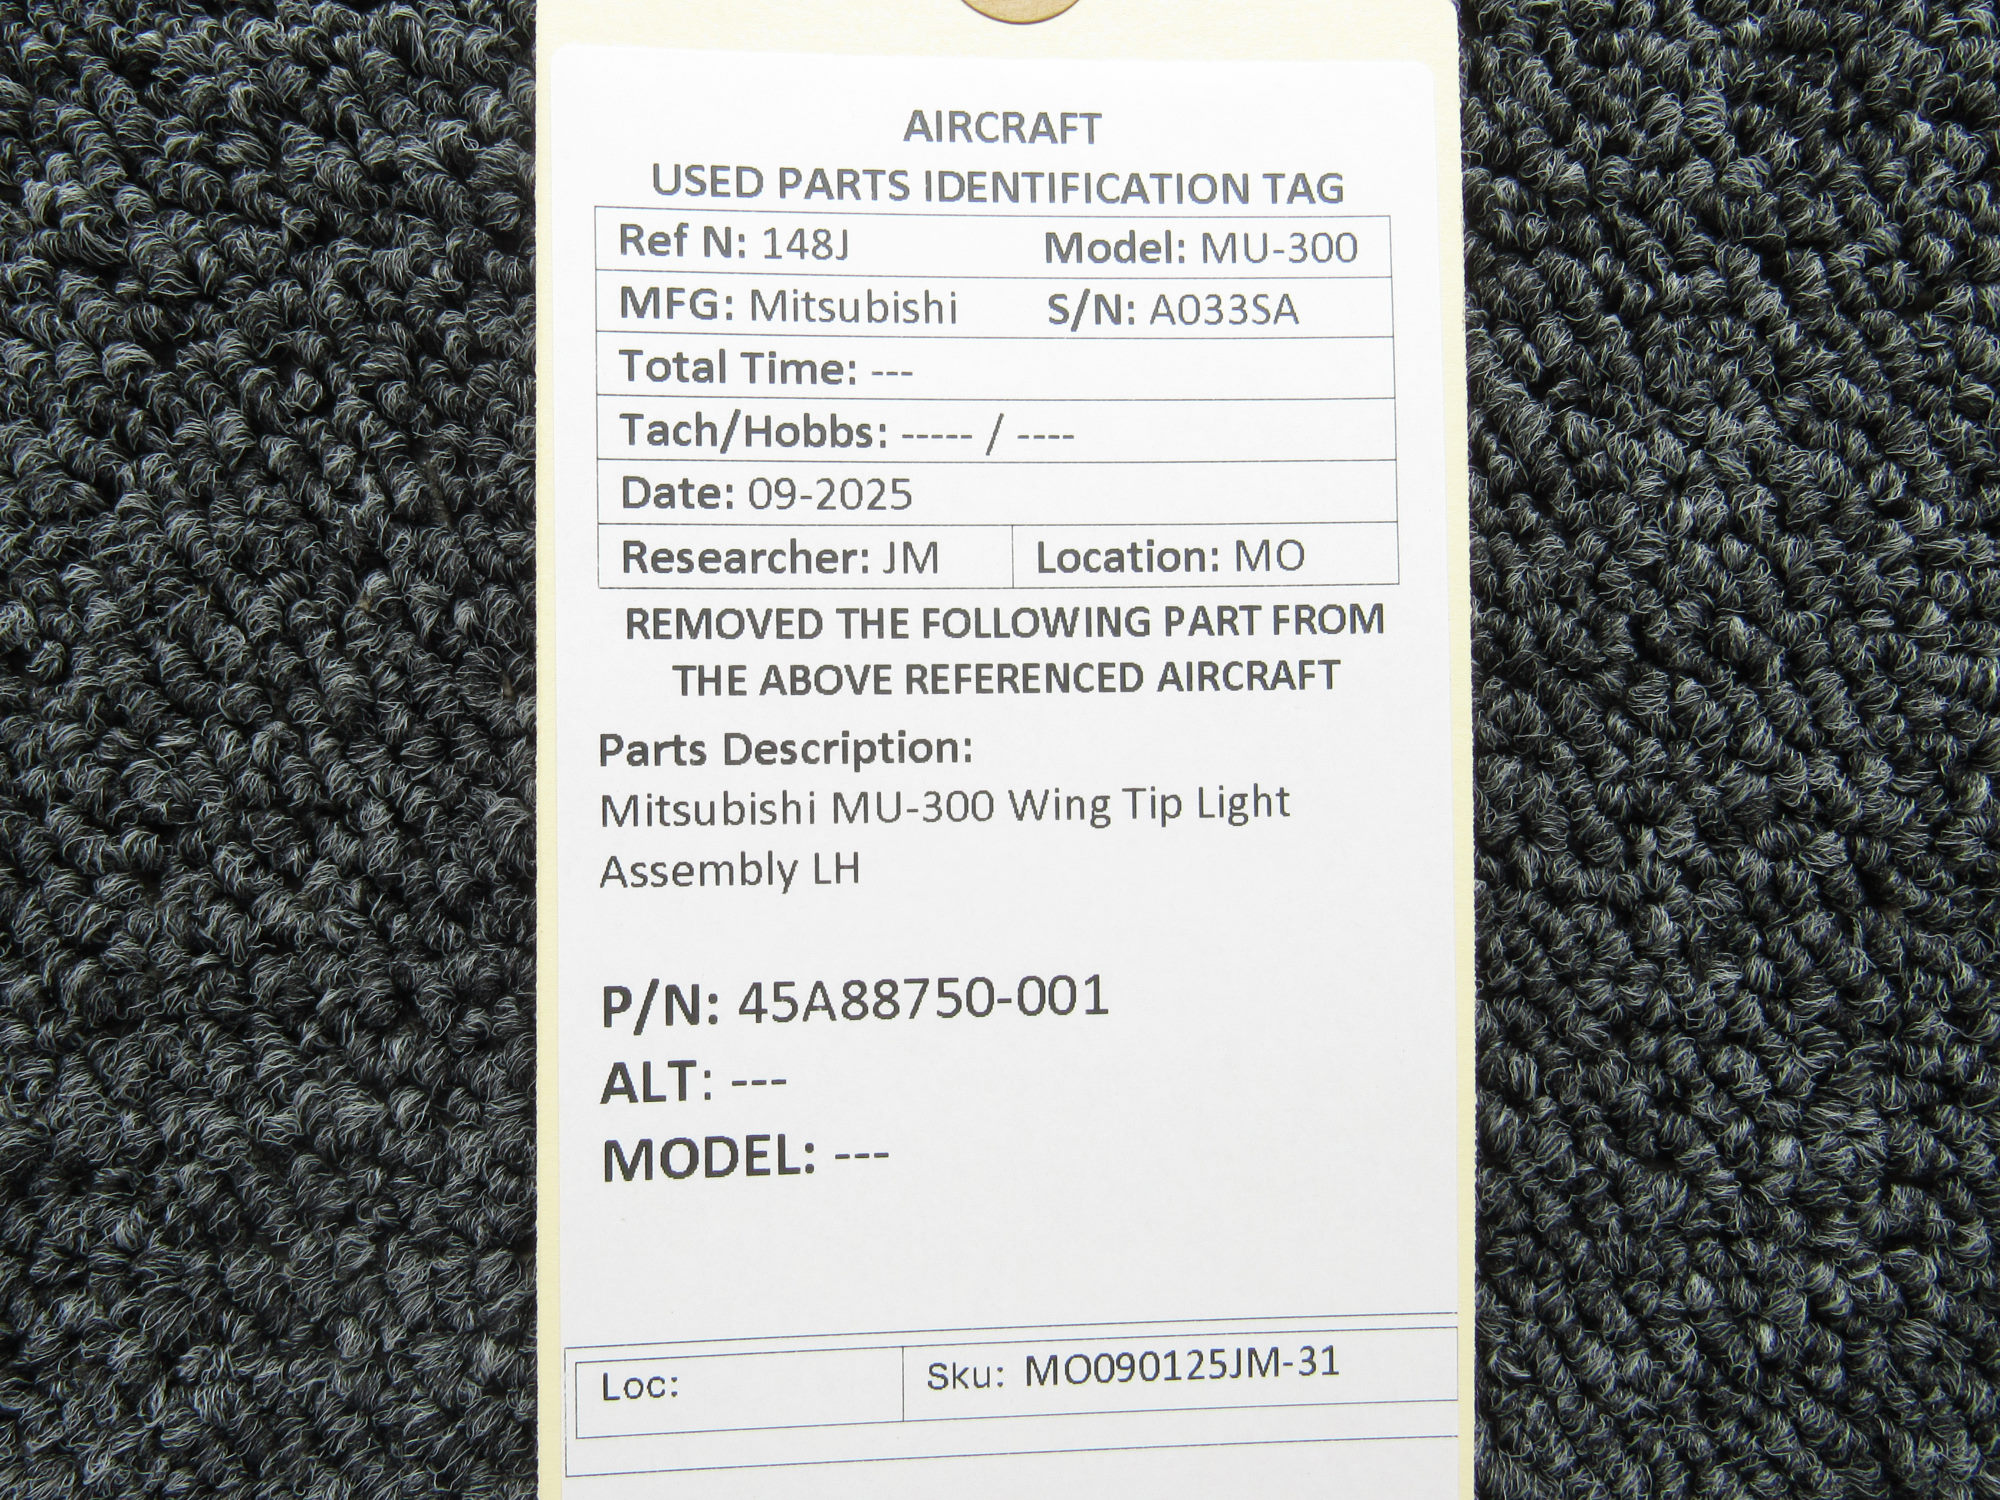 AIRCRAFT
USED PARTS IDENTIFICATION TAG
Ref N: 148J Model: MU-300
MFG: Mitsubishi S/N: A033SA
Total Time: ---
Tach/Hobbs: ----- / ----
Date: 09-2025
Researcher: JM Location: MO
REMOVED THE FOLLOWING PART FROM
THE ABOVE REFERENCED AIRCRAFT
Parts Description:
Mitsubishi MU-300 Wing Tip Light
Assembly LH
P/N: 45A88750-001
ALT: ---
MODEL: ---
Loc: Sku: MO090125JM-31